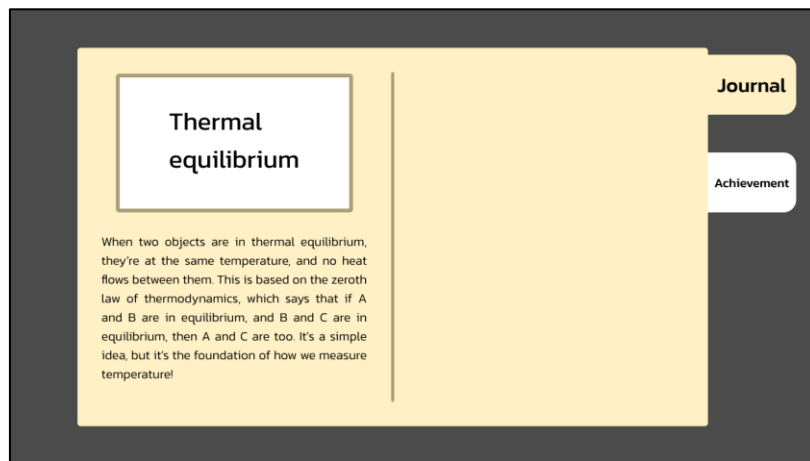 Thermal
equilibrium
When two objects are in thermal equilibrium,
they're at the same temperature, and no heat
flows between them. This is based on the zeroth
law of thermodynamics, which says that if A
and B are in equilibrium, and B and C are in
equilibrium, then A and C are too. It's a simple
idea, but it's the foundation of how we measure
temperature!
Journal
Achievement